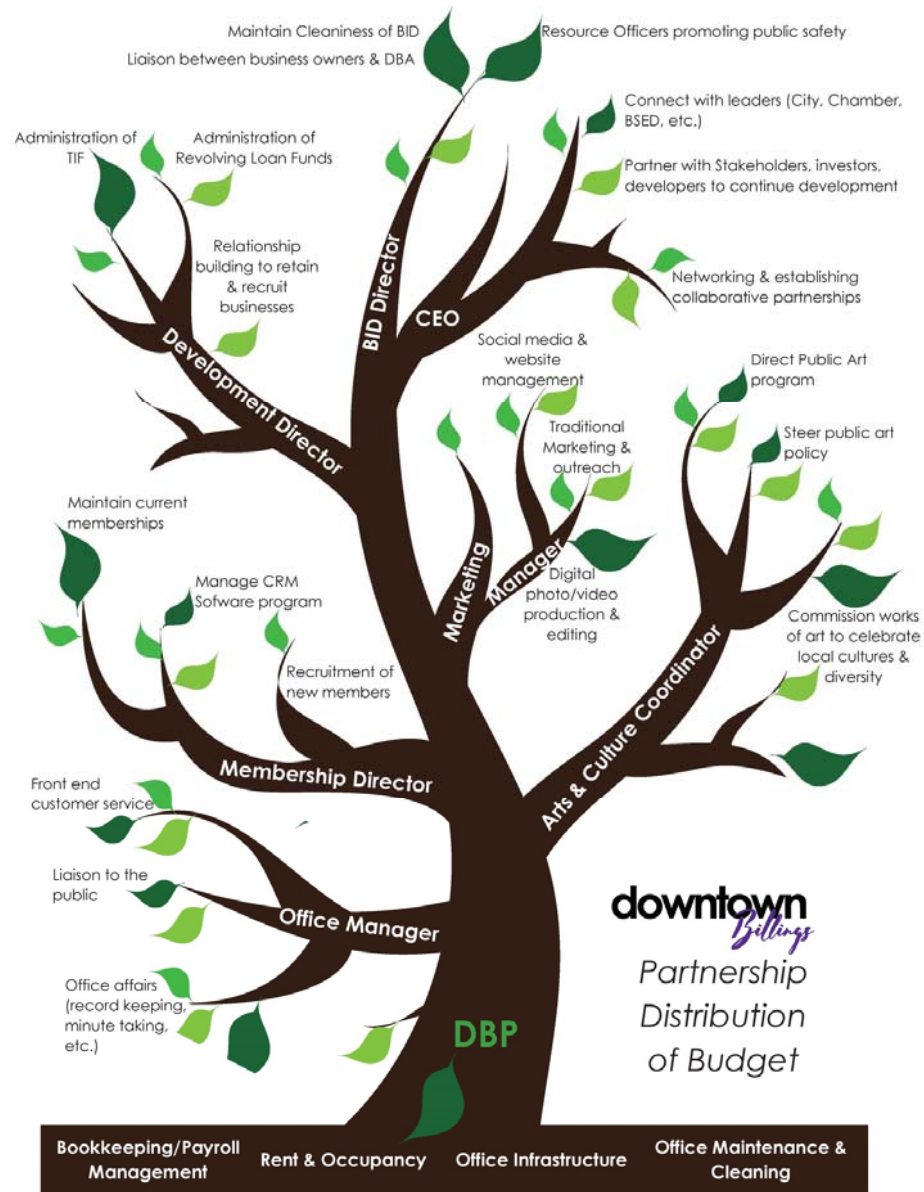 Maintain Cleaniness of BID
Liaison between business owners & DBA
Resource Officers promoting public safety
Connect with leaders (City, Chamber,
BSED, etc.)
Partner with Stakeholders, investors,
developers to continue development
Networking & establishing
collaborative partnerships
Administration of
TIF
Administration of
Revolving Loan Funds
Relationship
building to retain
& recruit
businesses
Development Director
BID Director
CEO
Social media &
website
management
Traditional
Marketing &
outreach
Marketing
Manager
Digital
photo/video
production &
editing
Direct Public Art
program
Steer public art
policy
Commission works
of art to celebrate
local cultures &
diversity
Arts & Culture Coordinator
Maintain current
memberships
Manage CRM
Sofware program
Recruitment of
new members
Membership Director
Front end
customer service
Liaison to the
public
Office Manager
Office affairs
(record keeping,
minute taking,
etc.)
DBP
downtown
Billings
Partnership
Distribution
of Budget
Bookkeeping/Payroll
Management
Rent & Occupancy
Office Infrastructure
Office Maintenance &
Cleaning